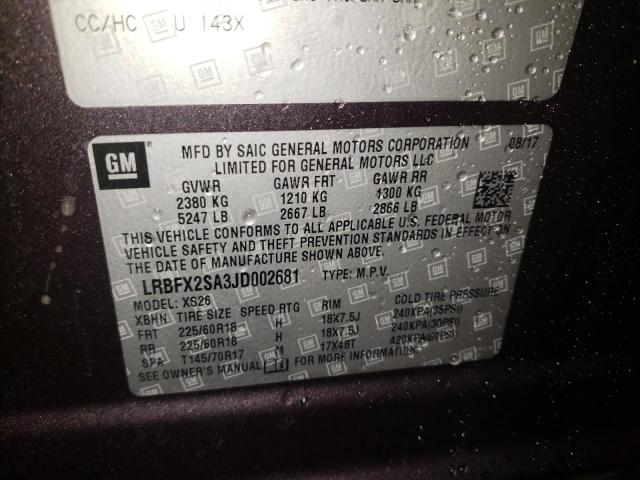 CC/HC U 143X
GM
MFD BY SAIC GENERAL MOTORS CORPORATION 08/17
LIMITED FOR GENERAL MOTORS LLC
GVWR GAWR FRT GAWR RR
2380 KG 1210 KG 1300 KG
5247 LB 2667 LB 2866 LB
THIS VEHICLE CONFORMS TO ALL APPLICABLE U.S. FEDERAL MOTOR
VEHICLE SAFETY AND THEFT PREVENTION STANDARDS IN EFFECT ON
THE DATE OF MANUFACTURE SHOWN ABOVE.
LRBFX2SA3JD002681 TYPE: M.P.V.
MODEL: XS26
XBHN TIRE SIZE SPEED RTG RIM COLD TIRE PRESSURE
FRT 225/60R18 H 18X7.5J 240KPA(35PSI)
RR 225/60R18 H 18X7.5J 240KPA(35PSI)
SPA T145/70R17 M 17X4BT 420KPA(60PSI)
SEE OWNER'S MANUAL FOR MORE INFORMATION.